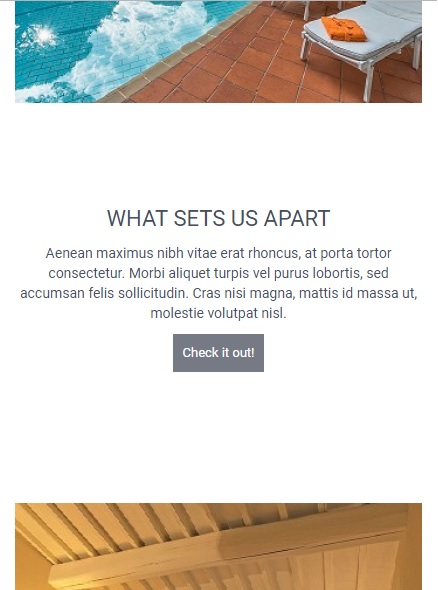 WHAT SETS US APART
Aenean maximus nibh vitae erat rhoncus, at porta tortor
consectetur. Morbi aliquet turpis vel purus lobortis, sed
accumsan felis sollicitudin. Cras nisi magna, mattis id massa ut,
molestie volutpat nisl.
Check it out!